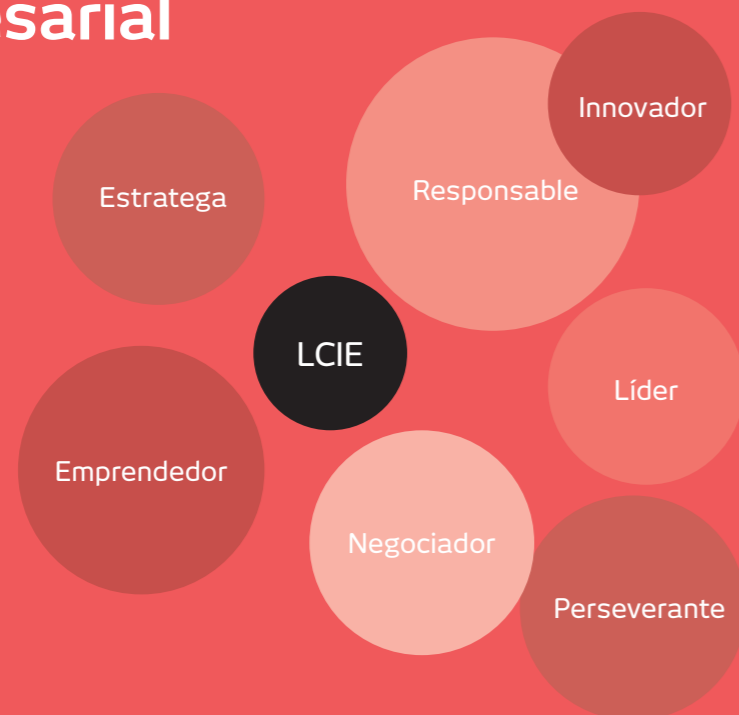 esarial
Innovador
Responsable
Estratega
LCIE
Líder
Emprendedor
Negociador
Perseverante